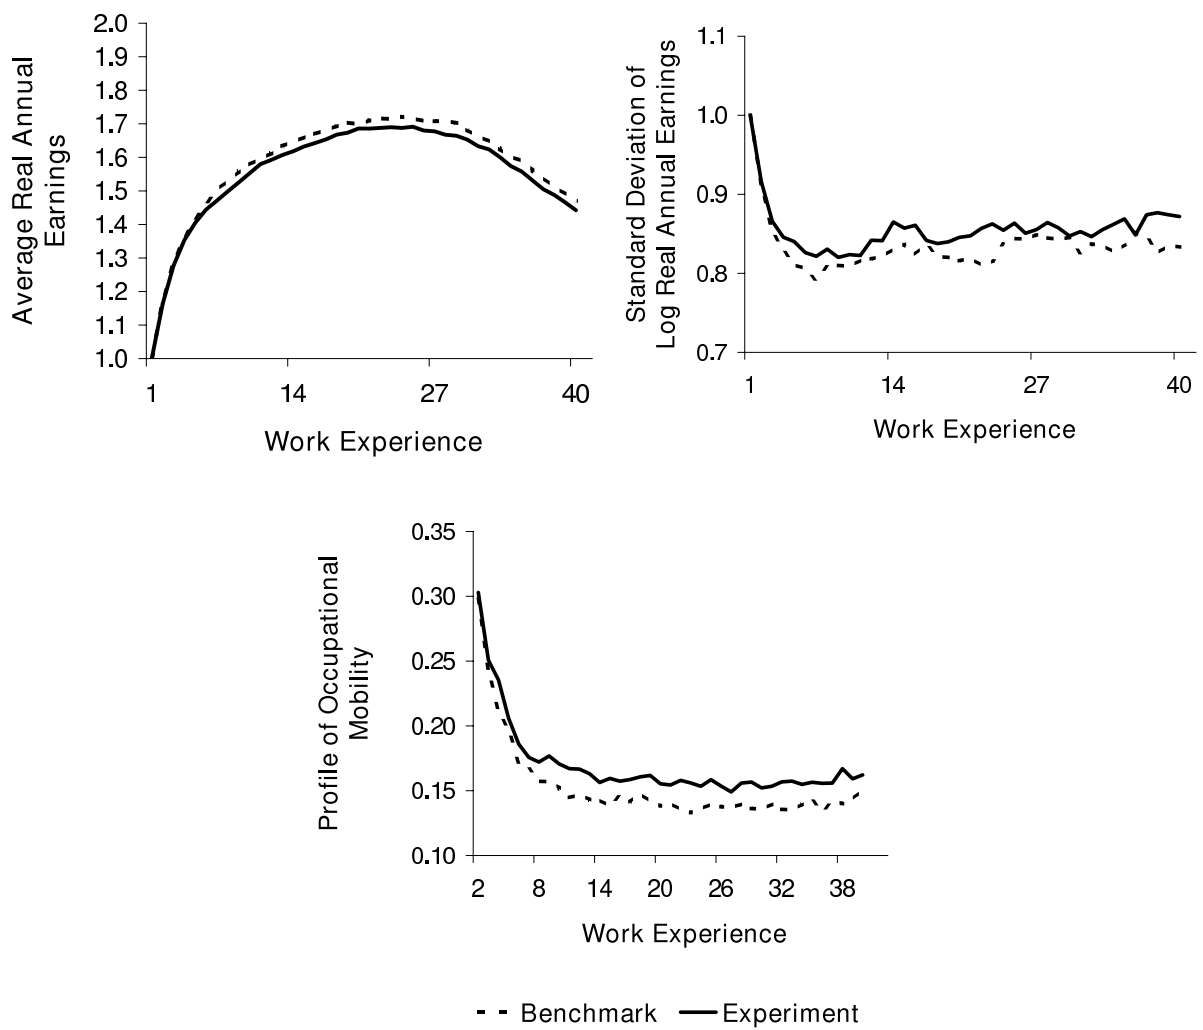 Average Real Annual
Earnings
2.0
1.9
1.8
1.7
1.6
1.5
1.4
1.3
1.2
1.1
1.0
1 14 27 40
Work Experience
Standard Deviation of
Log Real Annual Earnings
1.1
1.0
0.9
0.8
0.7
1 14 27 40
Work Experience
Profile of Occupational
Mobility
0.35
0.30
0.25
0.20
0.15
0.10
2 8 14 20 26 32 38
Work Experience
Benchmark Experiment